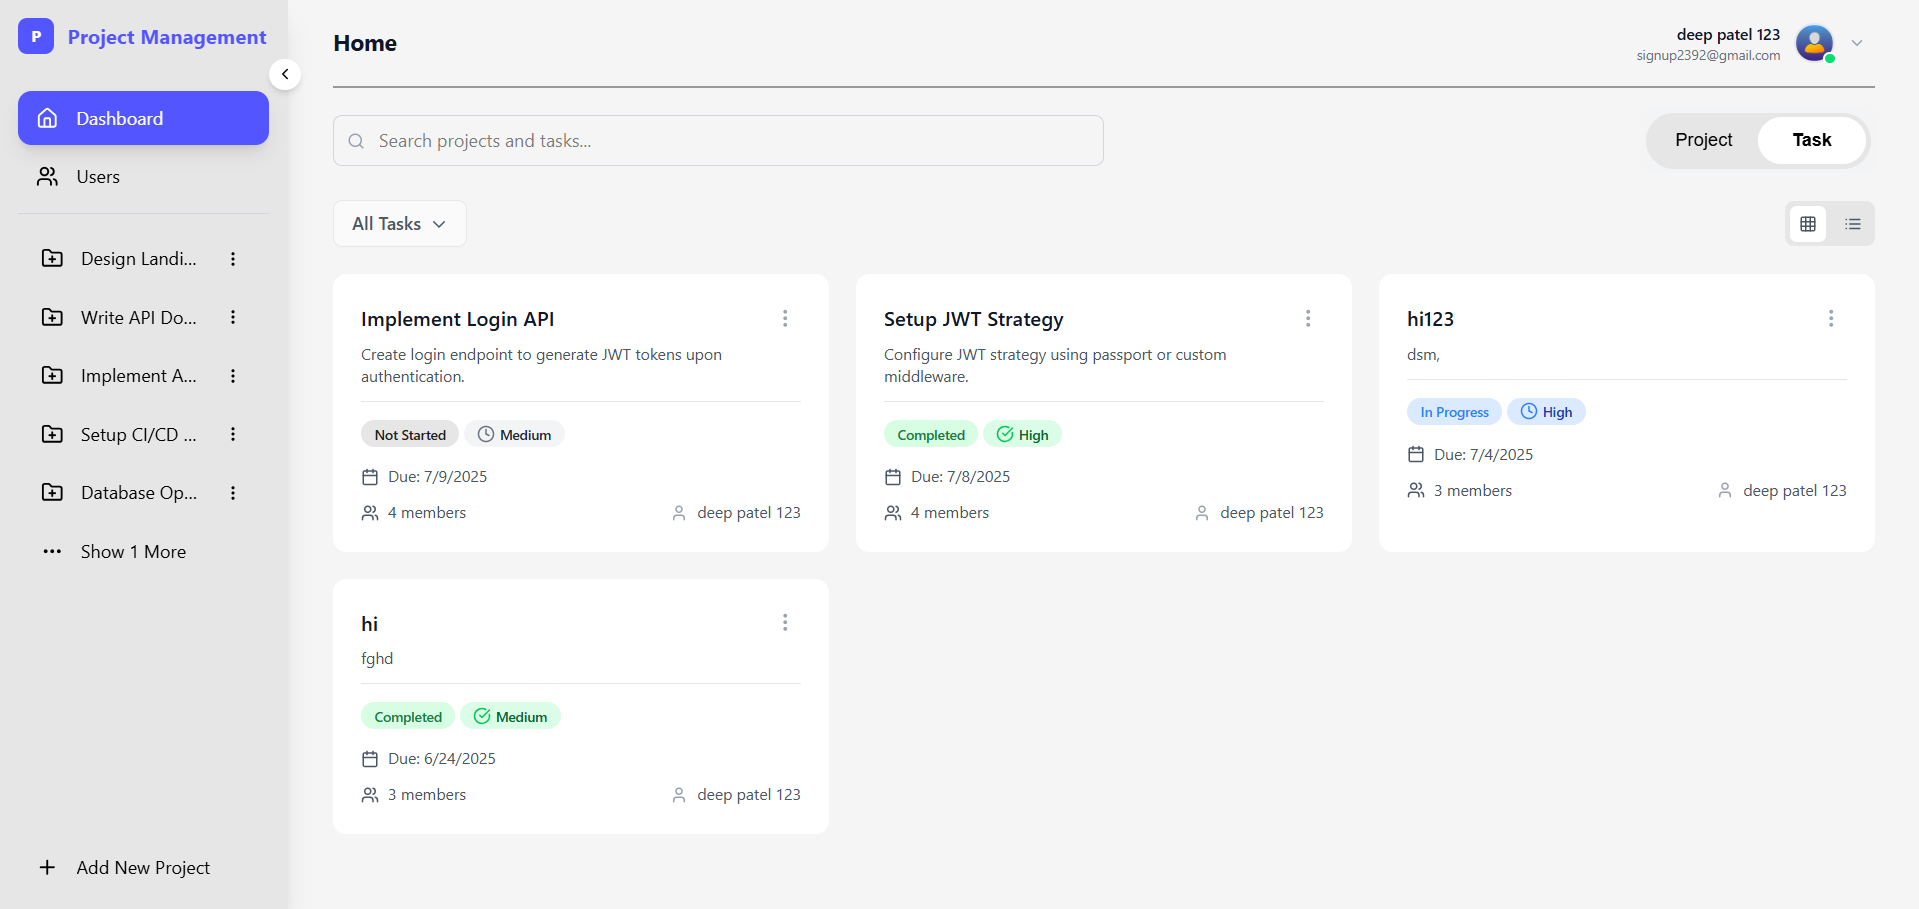 P
Project Management
Dashboard
Users
Design Landi...
Write API Do...
Implement A...
Setup CI/CD ...
Database Op...
Show 1 More
Add New Project
Home
deep patel 123
signup2392@gmail.com
Search projects and tasks...
Project
Task
All Tasks
Implement Login API
Create login endpoint to generate JWT tokens upon
authentication.
Not Started
Medium
Due: 7/9/2025
4 members
deep patel 123
Setup JWT Strategy
Configure JWT strategy using passport or custom
middleware.
Completed
High
Due: 7/8/2025
4 members
deep patel 123
hi123
dsm,
In Progress
High
Due: 7/4/2025
3 members
deep patel 123
hi
fghd
Completed
Medium
Due: 6/24/2025
3 members
deep patel 123